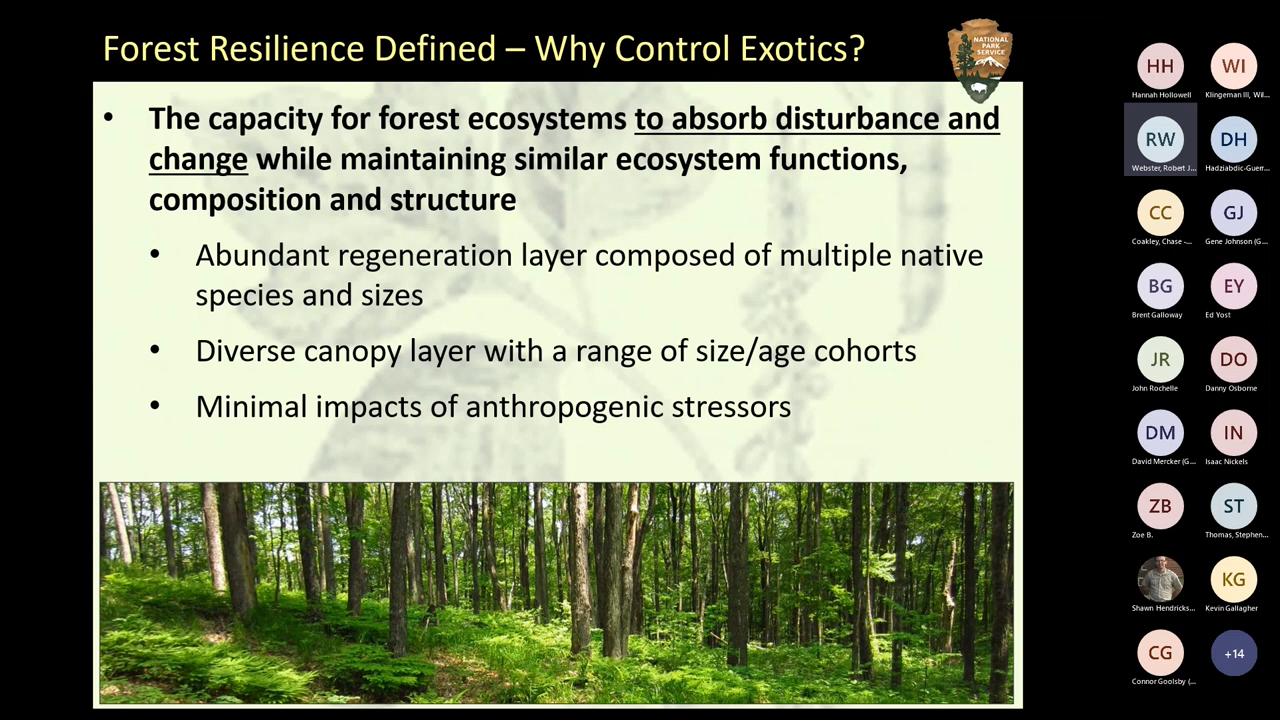 Forest Resilience Defined – Why Control Exotics?
NATIONAL
PARK
SERVICE
• The capacity for forest ecosystems to absorb disturbance and
change while maintaining similar ecosystem functions,
composition and structure
• Abundant regeneration layer composed of multiple native
species and sizes
• Diverse canopy layer with a range of size/age cohorts
• Minimal impacts of anthropogenic stressors
HH
Hannah Hollowell
WI
Klingeman III, Wil...
RW
Webster, Robert J...
DH
Hadziabdic-Guerr...
CC
Coakley, Chase -...
GJ
Gene Johnson (G...
BG
Brent Galloway
EY
Ed Yost
JR
John Rochelle
DO
Danny Osborne
DM
David Mercker (G...
IN
Isaac Nickels
ZB
Zoe B.
ST
Thomas, Stephen...
Shawn Hendricks...
KG
Kevin Gallagher
CG
Connor Goolsby (...
+14